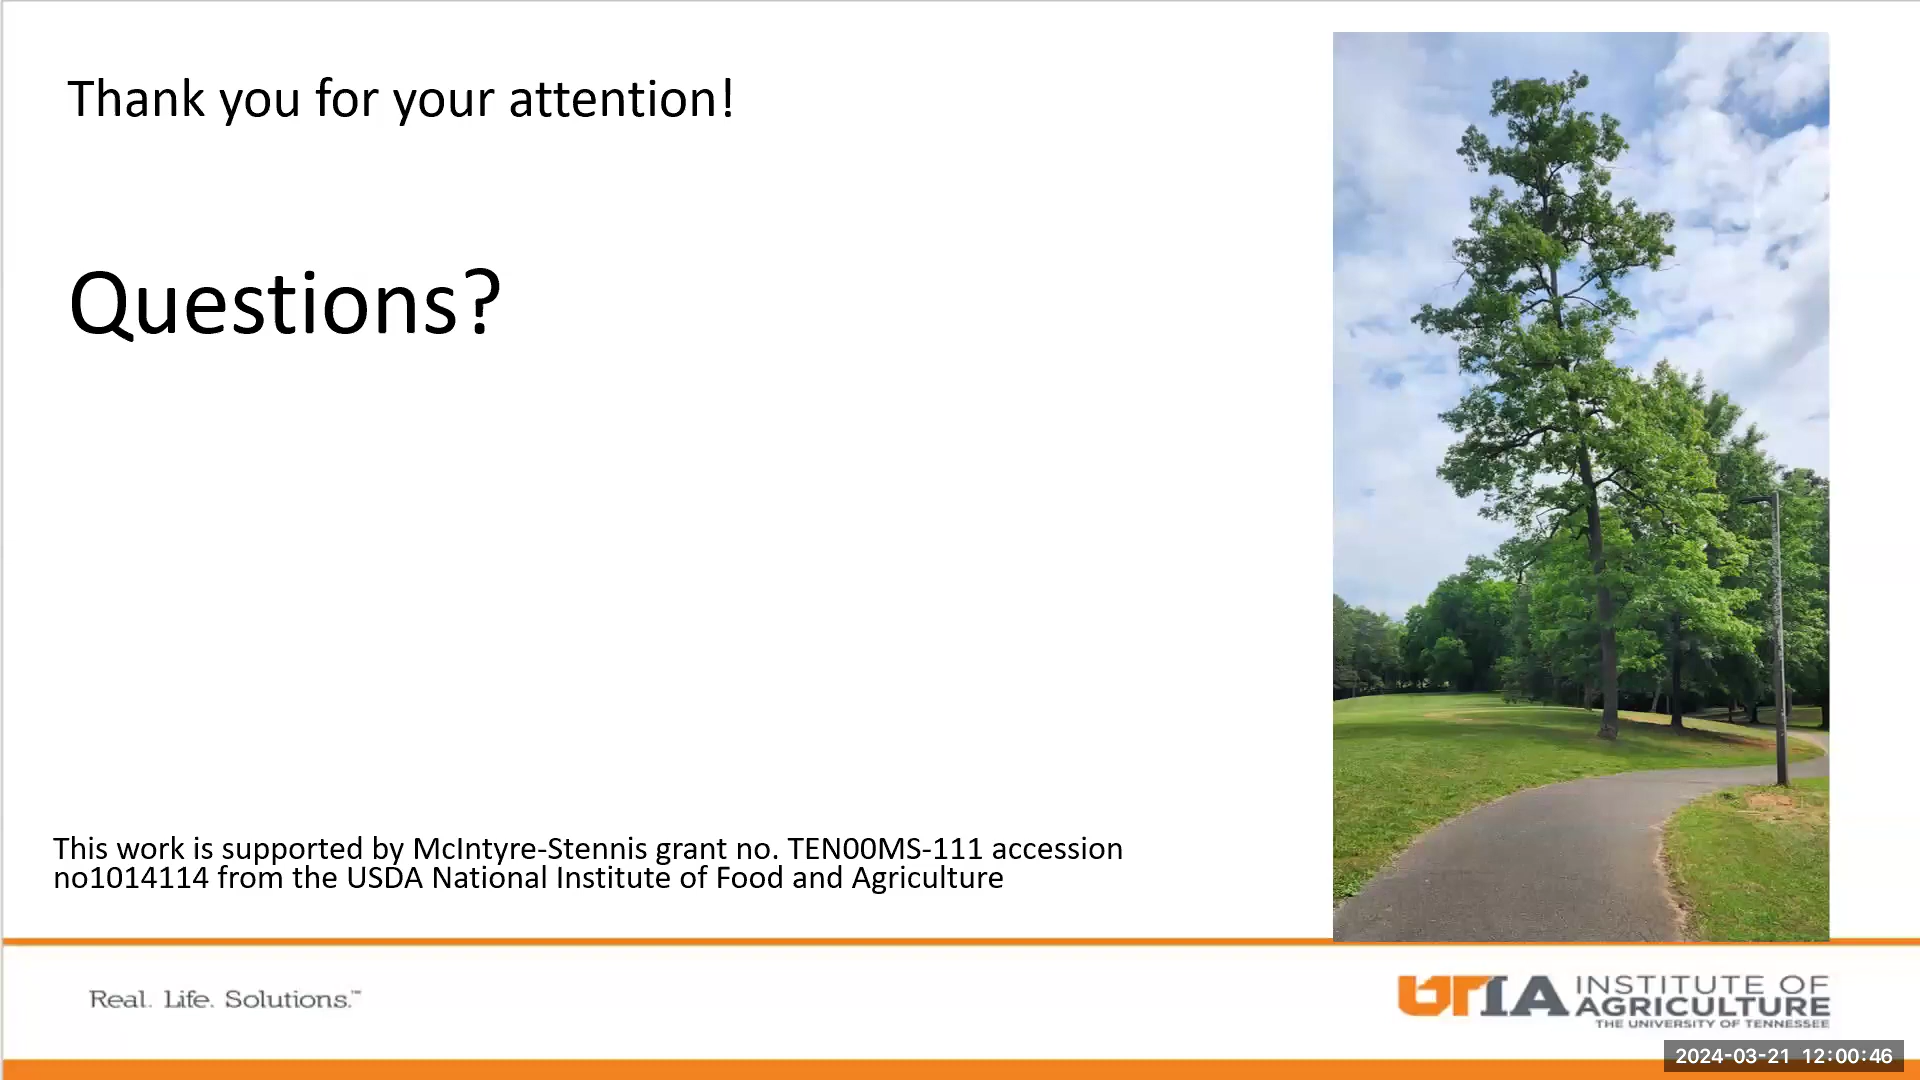 Thank you for your attention!
Questions?
This work is supported by McIntyre-Stennis grant no. TEN00MS-111 accession
no1014114 from the USDA National Institute of Food and Agriculture
Real. Life. Solutions.™
UTIA INSTITUTE OF
AGRICULTURE
THE UNIVERSITY OF TENNESSEE
2024-03-21 12:00:46